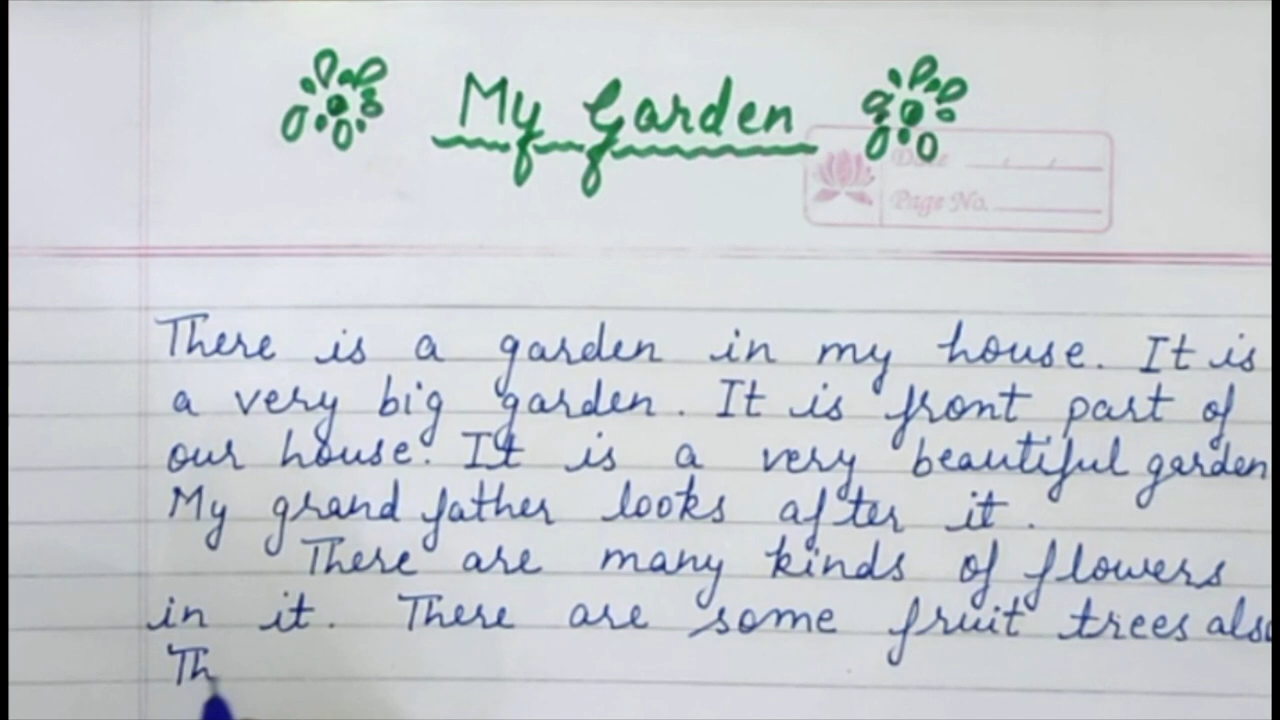 My Garden
Date / /
Page No.
There is a garden in my house. It is
a very big garden. It is front part of
our house. It is a very beautiful garden
My grand father looks after it.
There are many kinds of flowers
in it. There are some fruit trees also
Th